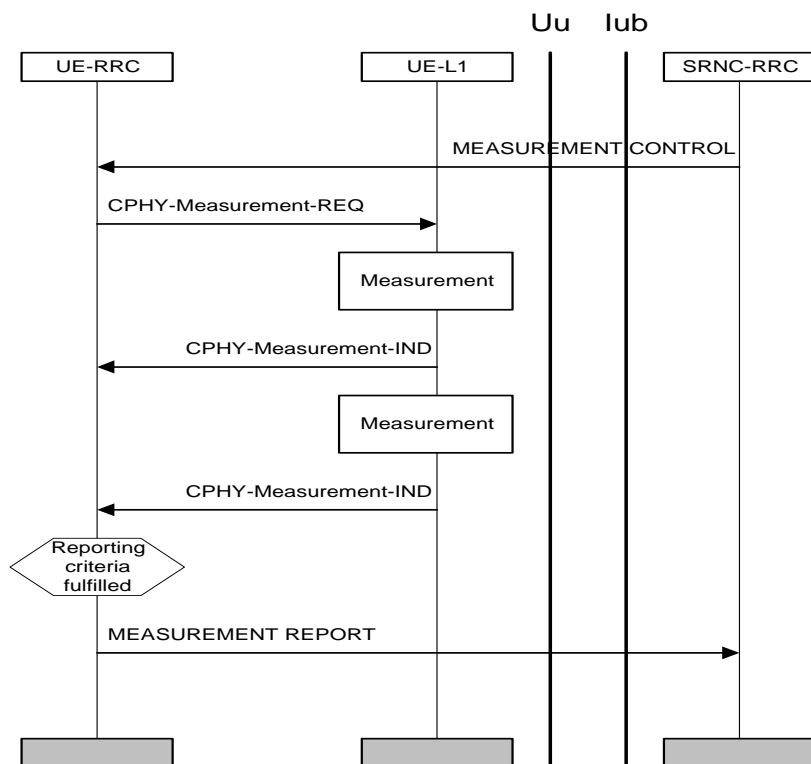 Uu Iub
UE-RRC UE-L1 SRNC-RRC
MEASUREMENT CONTROL
CPHY-Measurement-REQ
Measurement
CPHY-Measurement-IND
Measurement
CPHY-Measurement-IND
Reporting
criteria
fulfilled
MEASUREMENT REPORT